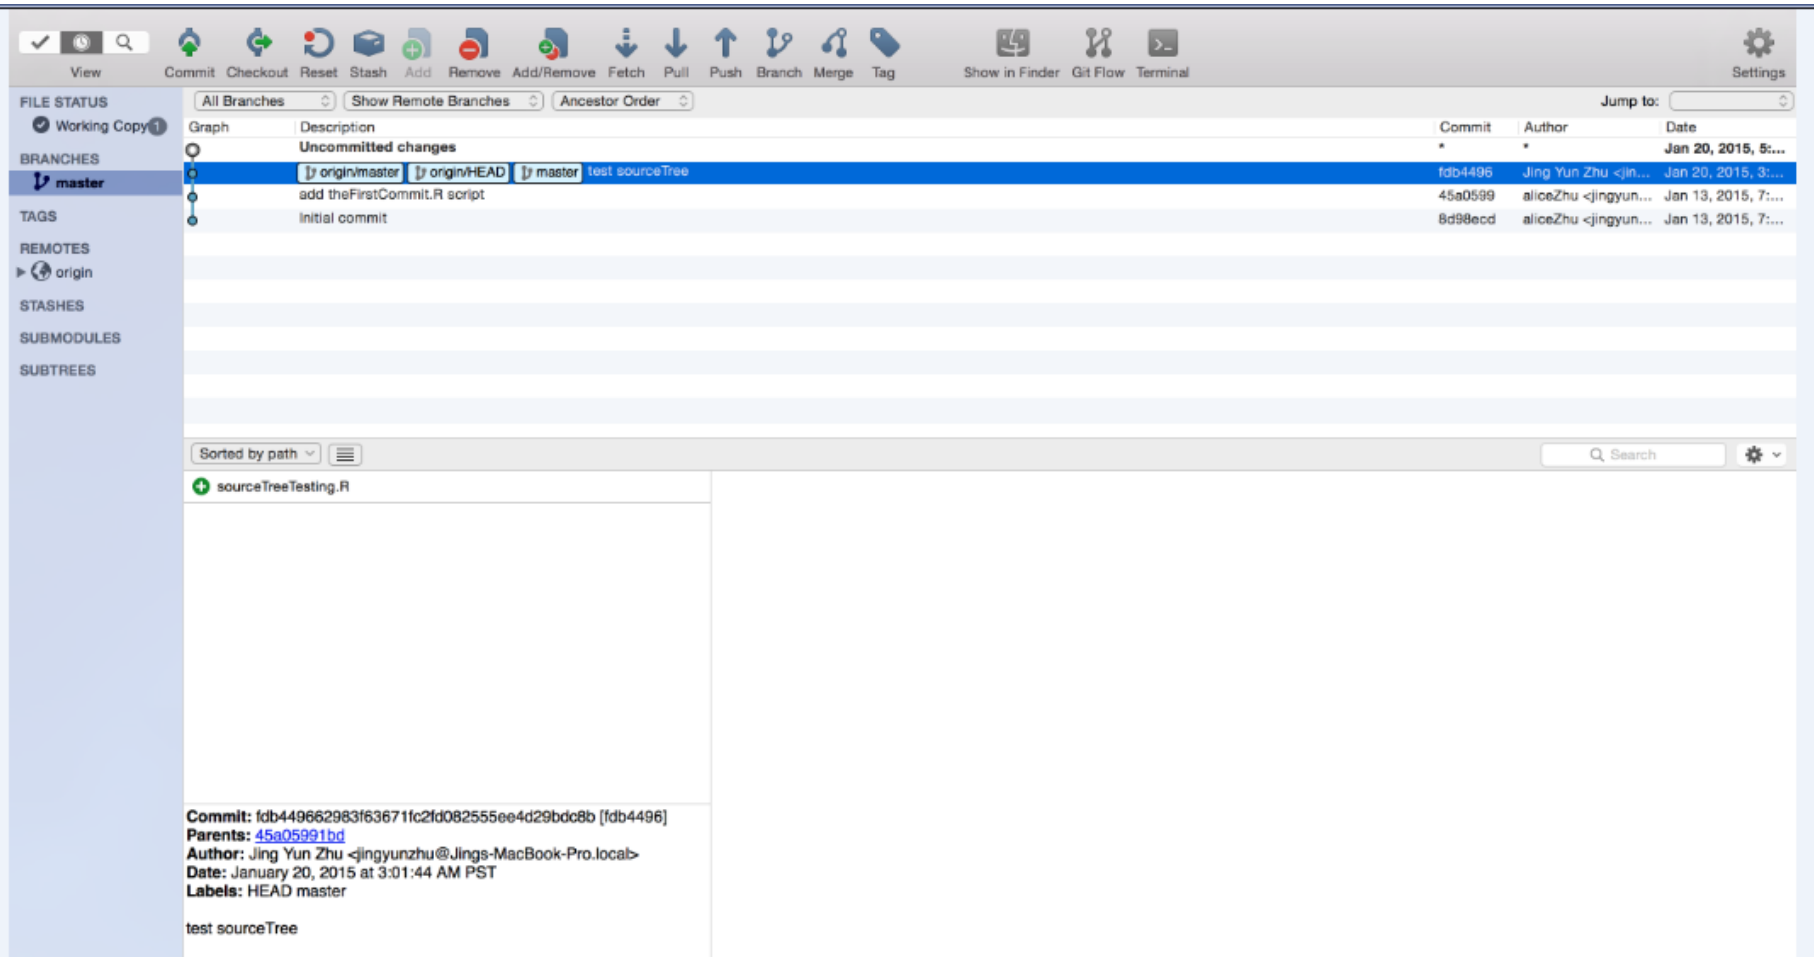 View Commit Checkout Reset Stash Add Remove Add/Remove Fetch Pull Push Branch Merge Tag Show in Finder Git Flow Terminal Settings
FILE STATUS
Working Copy 1
BRANCHES
master
TAGS
REMOTES
origin
STASHES
SUBMODULES
SUBTREES
All Branches Show Remote Branches Ancestor Order Jump to:
Graph Description Commit Author Date
Uncommitted changes * * Jan 20, 2015, 5:...
origin/master origin/HEAD master test sourceTree fdb4496 Jing Yun Zhu <jin... Jan 20, 2015, 3:...
add theFirstCommit.R script 45a0599 aliceZhu <jingyun... Jan 13, 2015, 7:...
Initial commit 8d98ecd aliceZhu <jingyun... Jan 13, 2015, 7:...
Sorted by path Search
sourceTreeTesting.R
Commit: fdb449662983f63671fc2fd082555ee4d29bdc8b [fdb4496]
Parents: 45a05991bd
Author: Jing Yun Zhu <jingyunzhu@Jings-MacBook-Pro.local>
Date: January 20, 2015 at 3:01:44 AM PST
Labels: HEAD master
test sourceTree